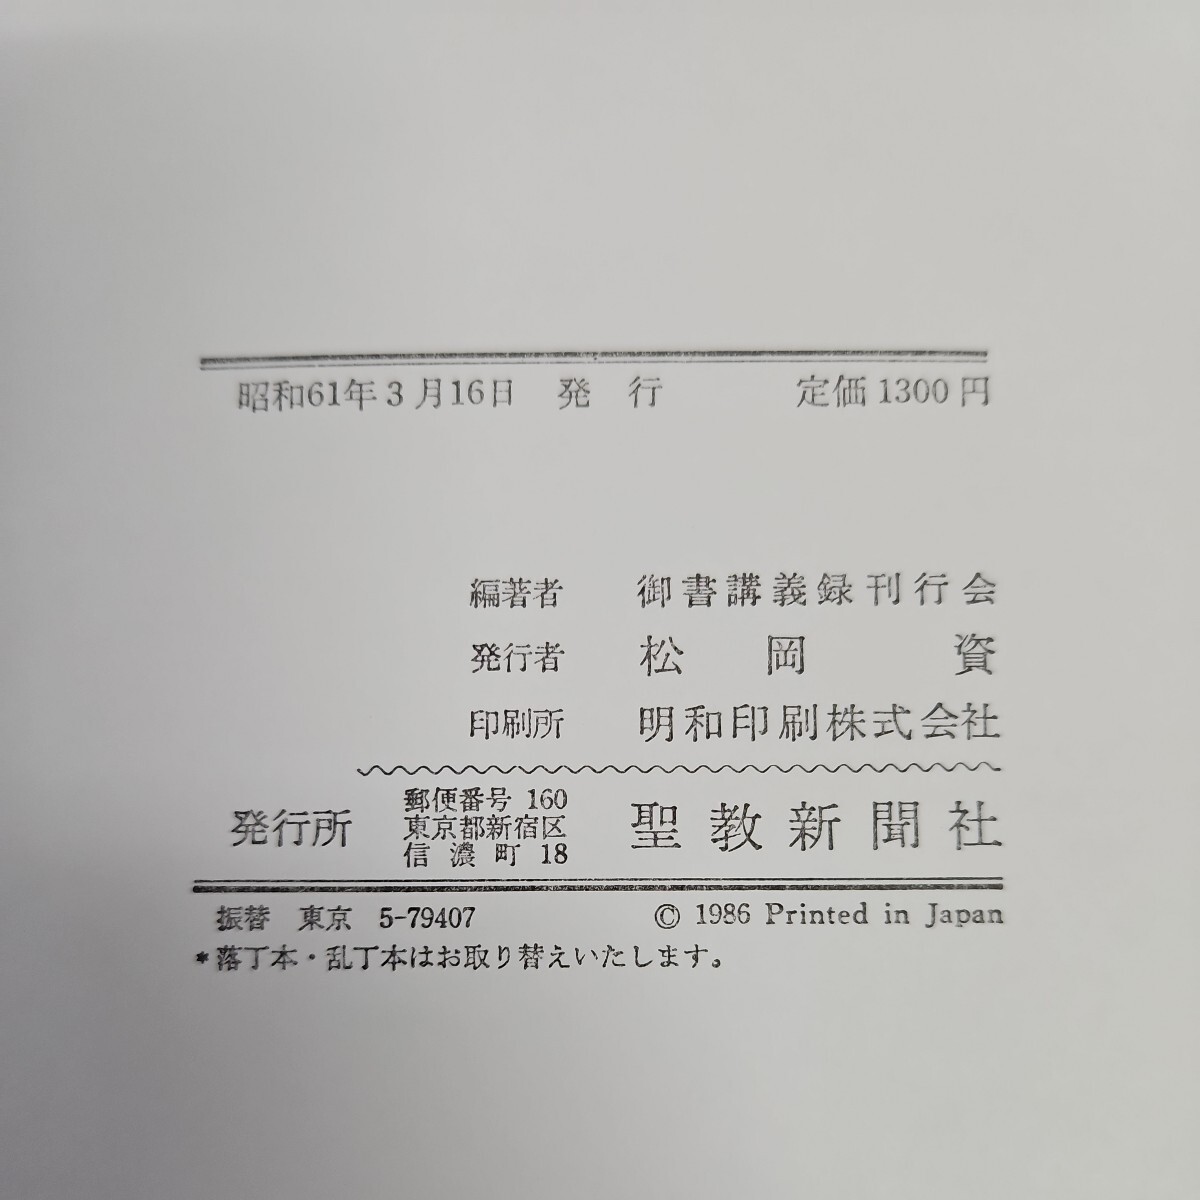 昭和61年3月16日 発行 定価1300円
編著者 御書講義録刊行会
発行者 松岡資
印刷所 明和印刷株式会社
発行所 郵便番号 160
東京都新宿区
信濃町 18
聖教新聞社
振替 東京 5-79407 © 1986 Printed in Japan
*落丁本・乱丁本はお取り替えいたします。